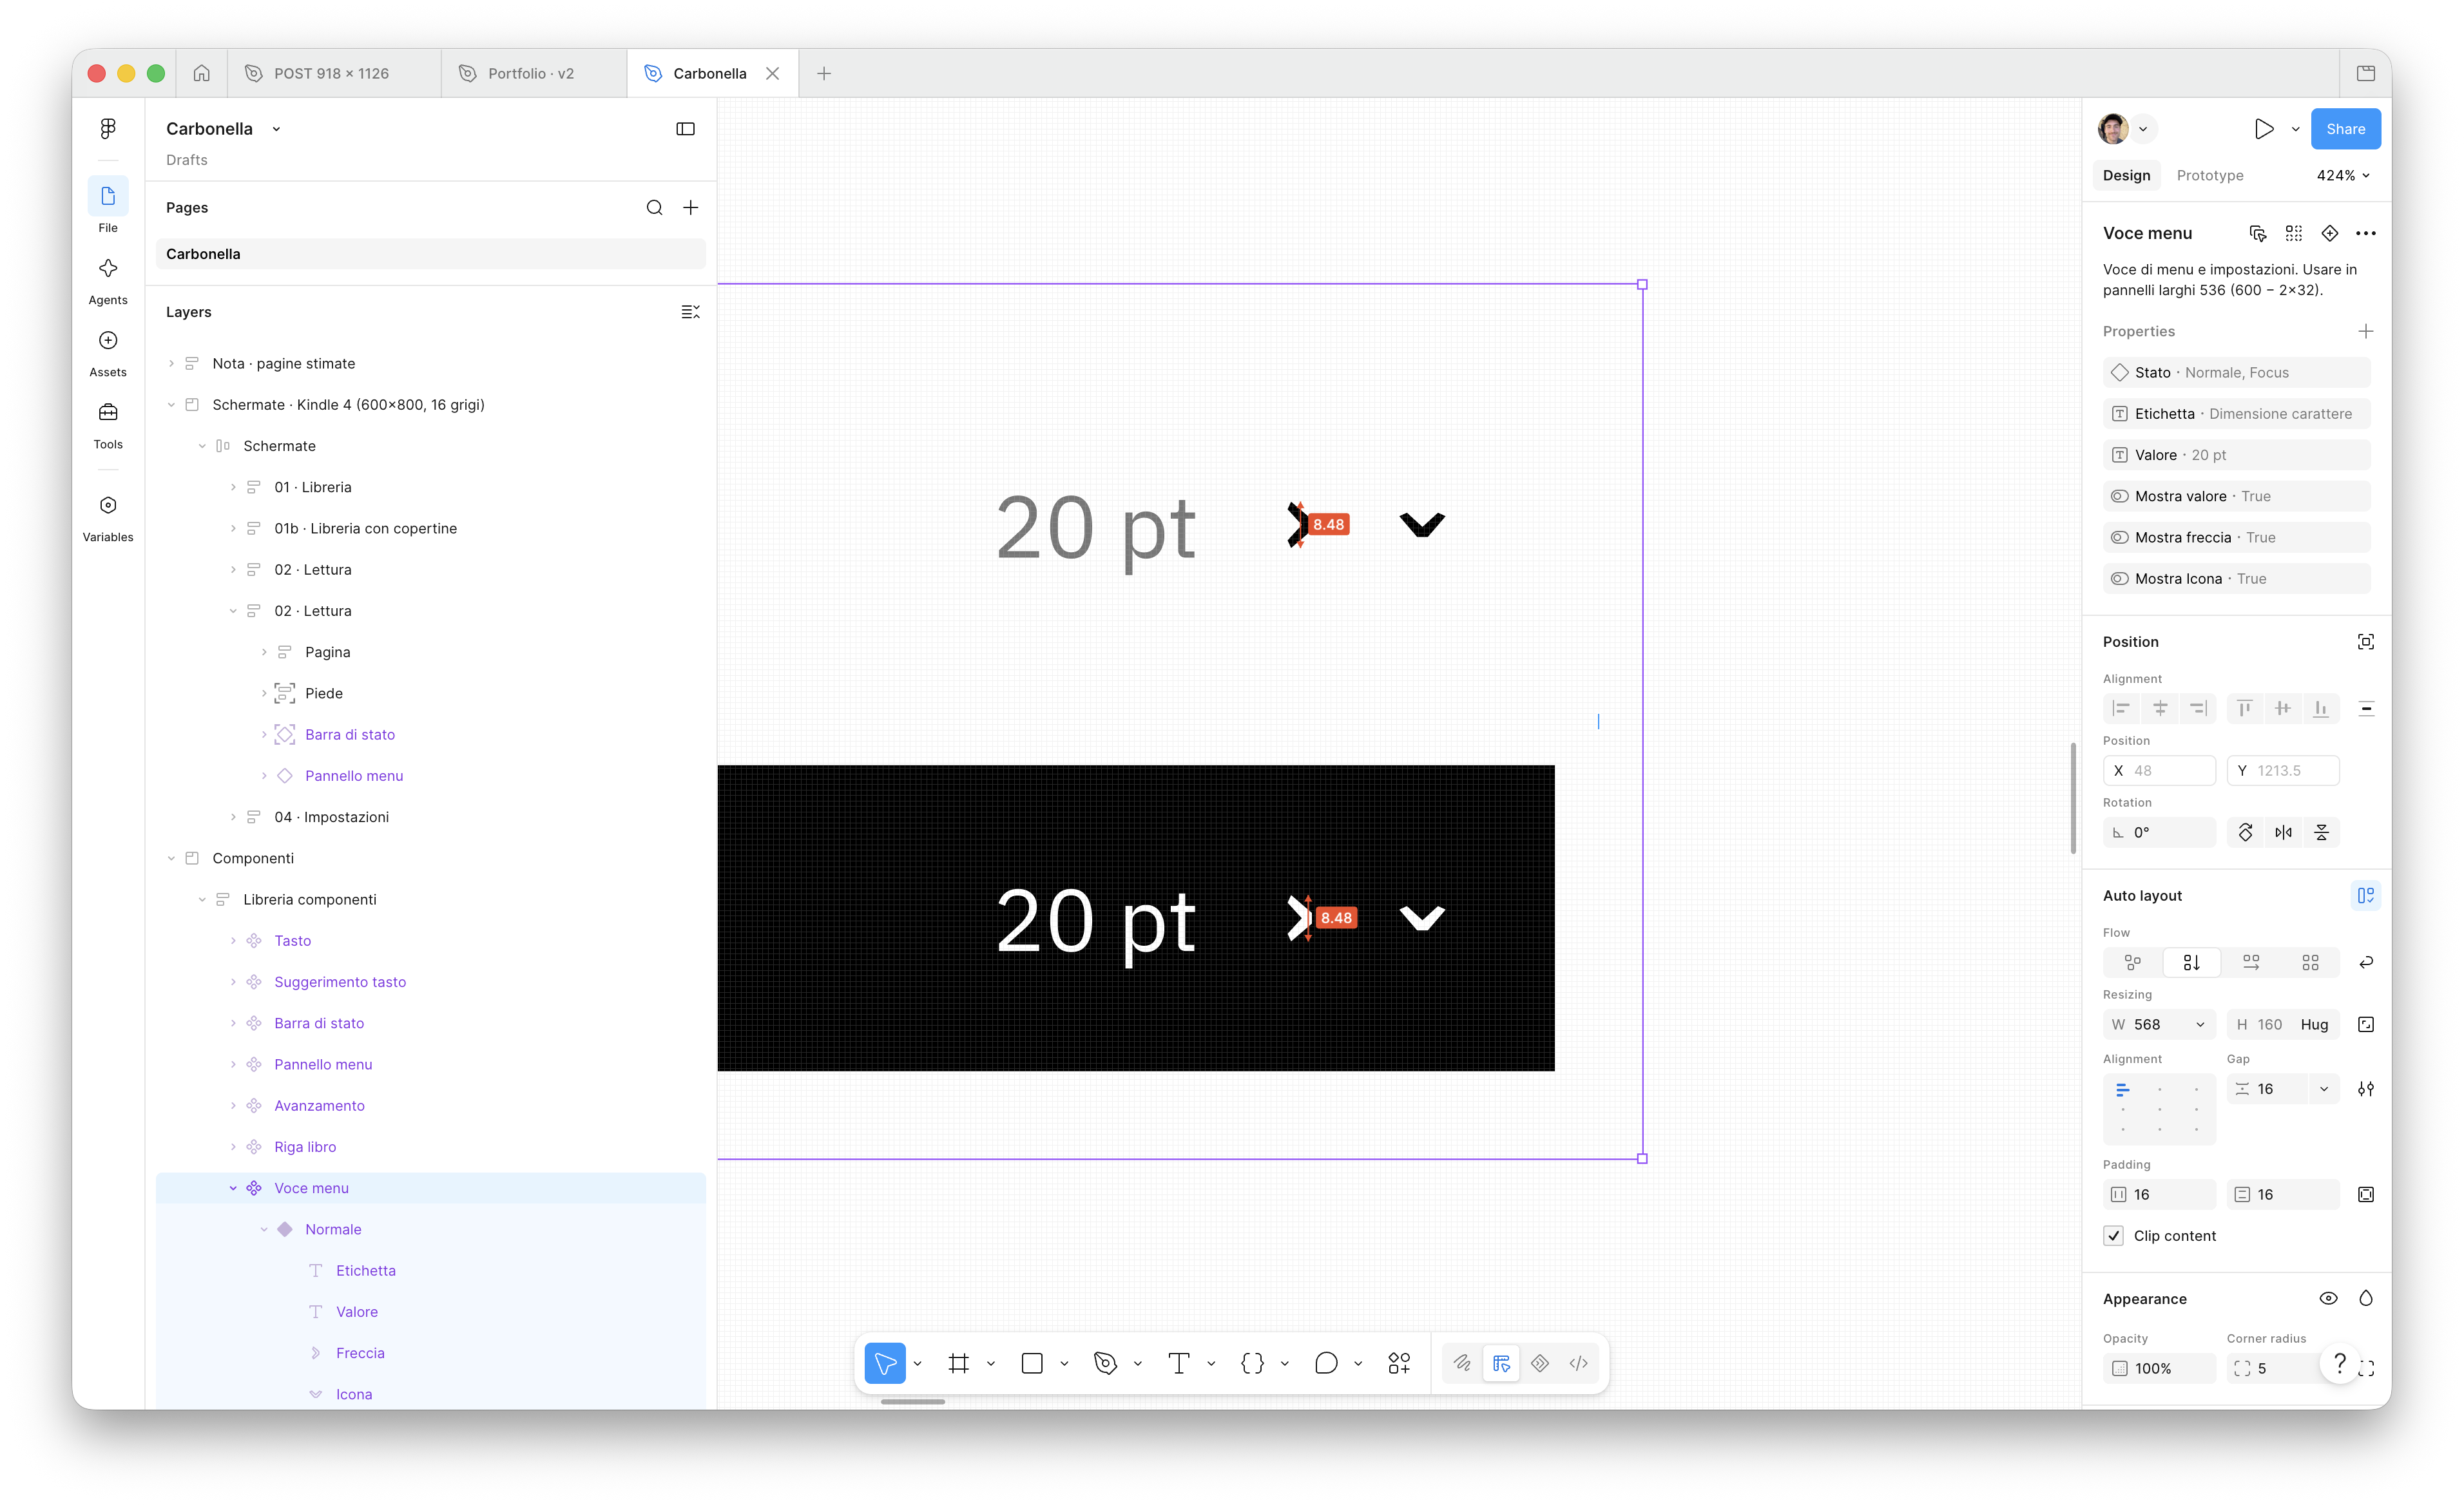 POST 918 × 1126
Portfolio · v2
Carbonella
Carbonella
Drafts
File
Agents
Assets
Tools
Variables
Pages
Carbonella
Layers
Nota · pagine stimate
Schermate · Kindle 4 (600×800, 16 grigi)
Schermate
01 · Libreria
01b · Libreria con copertine
02 · Lettura
02 · Lettura
Pagina
Piede
Barra di stato
Pannello menu
04 · Impostazioni
Componenti
Libreria componenti
Tasto
Suggerimento tasto
Barra di stato
Pannello menu
Avanzamento
Riga libro
Voce menu
Normale
Etichetta
Valore
Freccia
Icona
20 pt
8.48
20 pt
8.48
Share
Design
Prototype
424%
Voce menu
Voce di menu e impostazioni. Usare in
pannelli larghi 536 (600 − 2×32).
Properties
Stato · Normale, Focus
Etichetta · Dimensione carattere
Valore · 20 pt
Mostra valore · True
Mostra freccia · True
Mostra Icona · True
Position
Alignment
Position
X 48
Y 1213.5
Rotation
0°
Auto layout
Flow
Resizing
W 568
H 160 Hug
Alignment
Gap
16
Padding
16
16
Clip content
Appearance
Opacity
Corner radius
100%
5
?